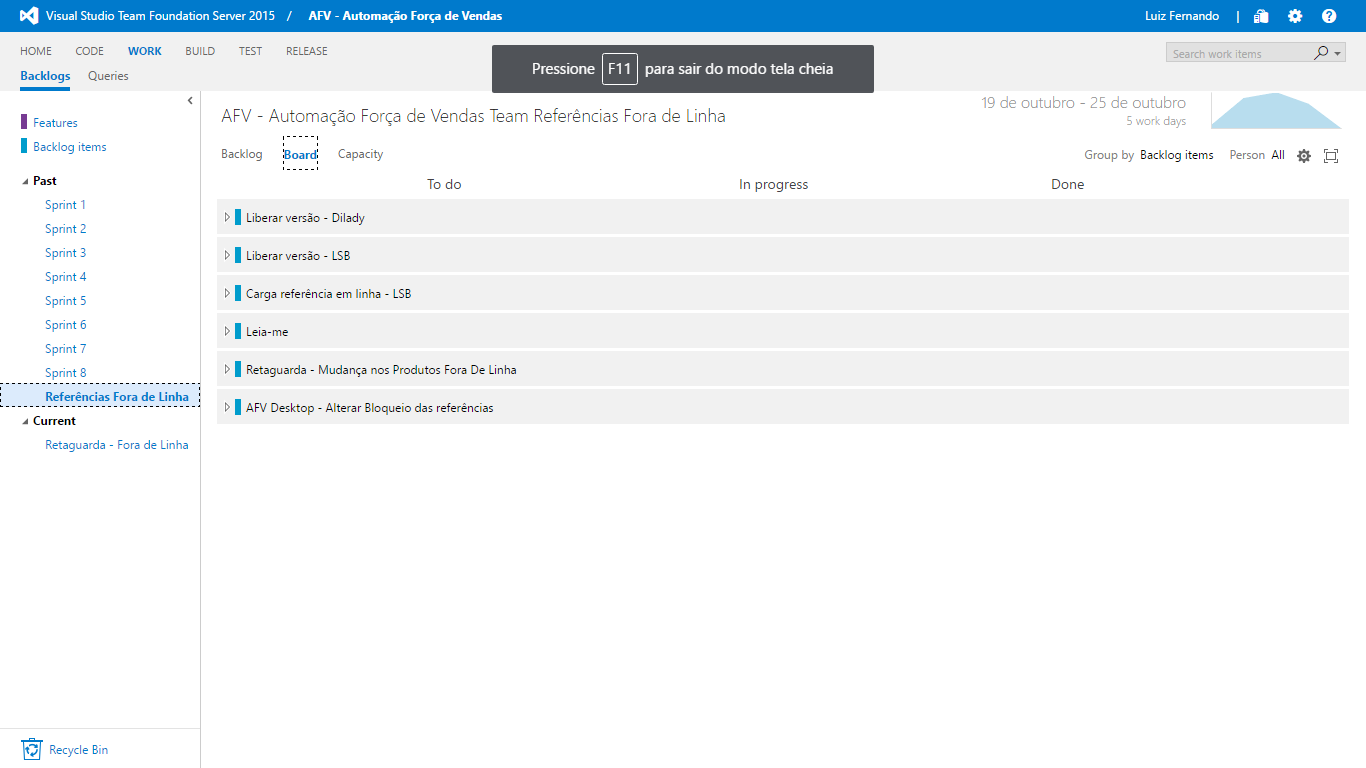 Visual Studio Team Foundation Server 2015 / AFV - Automação Força de Vendas Luiz Fernando |
HOME CODE WORK BUILD TEST RELEASE
Search work items
Pressione F11 para sair do modo tela cheia
Backlogs Queries
Features
Backlog items
Past
Sprint 1
Sprint 2
Sprint 3
Sprint 4
Sprint 5
Sprint 6
Sprint 7
Sprint 8
Referências Fora de Linha
Current
Retaguarda - Fora de Linha
Recycle Bin
AFV - Automação Força de Vendas Team Referências Fora de Linha
19 de outubro - 25 de outubro
5 work days
Backlog Board Capacity
Group by Backlog items Person All
To do In progress Done
Liberar versão - Dilady
Liberar versão - LSB
Carga referência em linha - LSB
Leia-me
Retaguarda - Mudança nos Produtos Fora De Linha
AFV Desktop - Alterar Bloqueio das referências